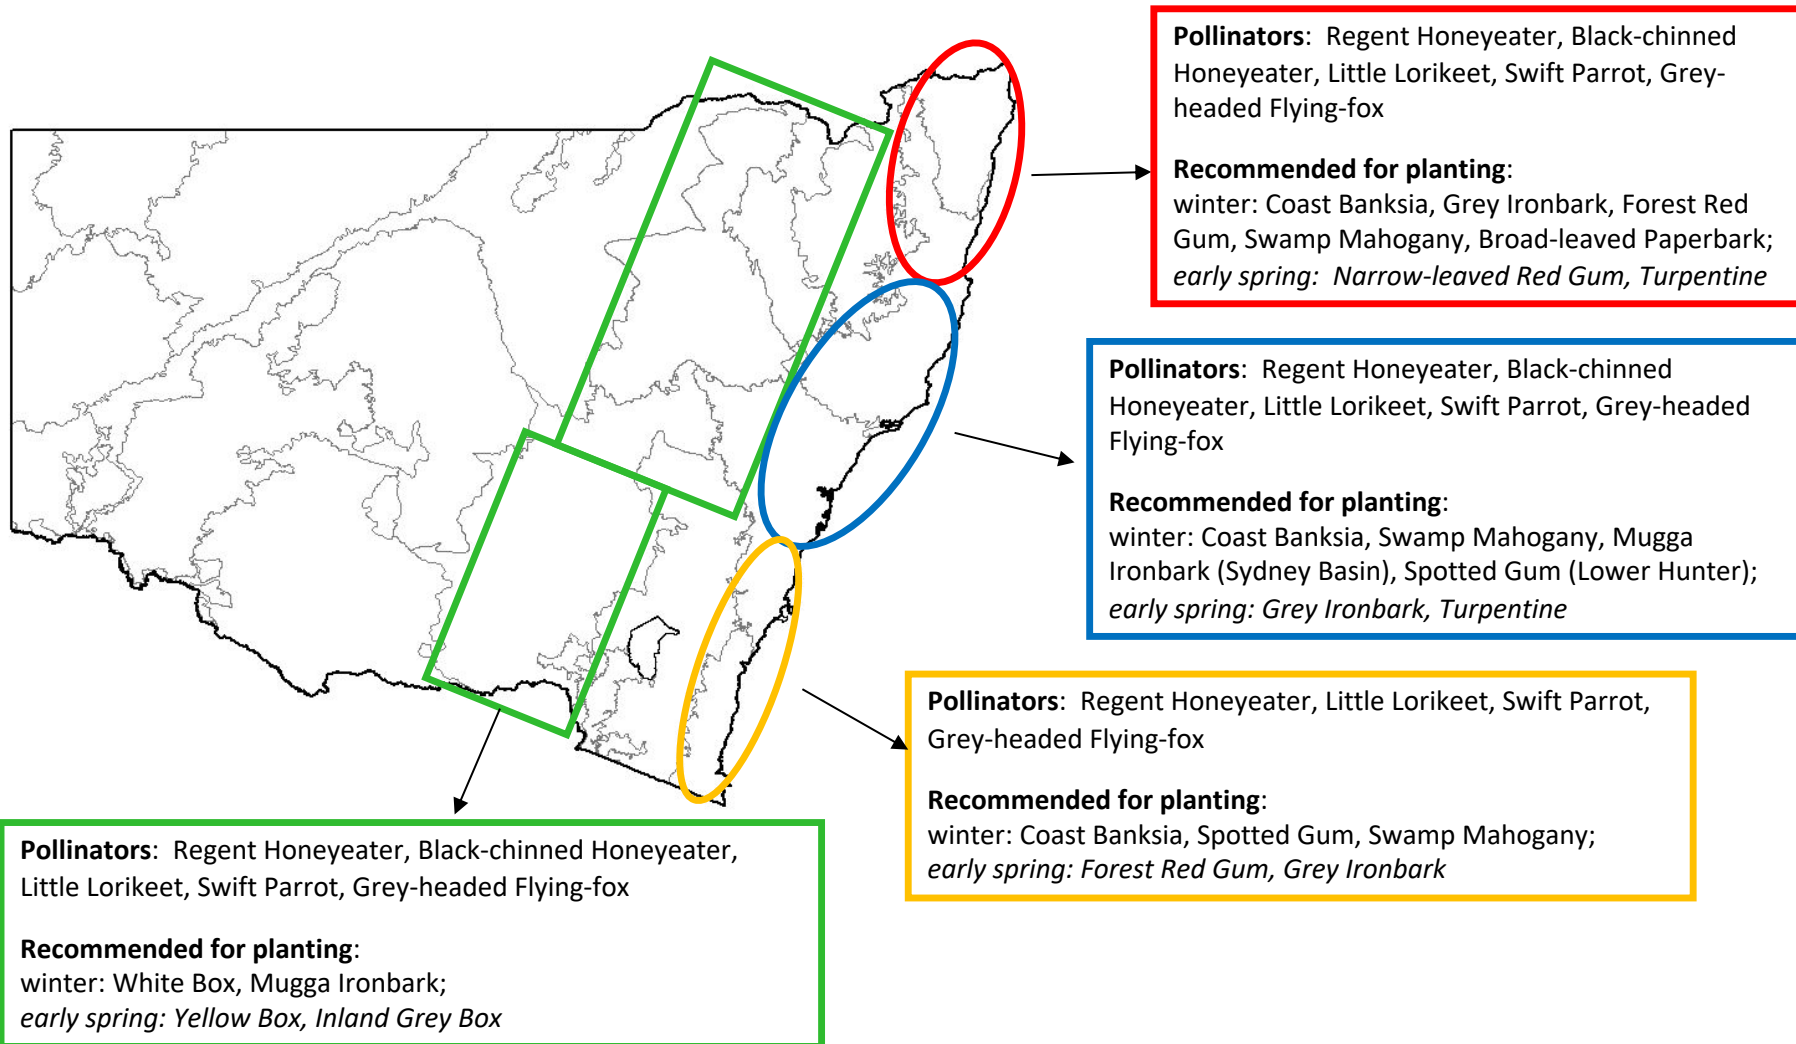 Pollinators: Regent Honeyeater, Black-chinned
Honeyeater, Little Lorikeet, Swift Parrot, Grey-
headed Flying-fox
Recommended for planting:
winter: Coast Banksia, Grey Ironbark, Forest Red
Gum, Swamp Mahogany, Broad-leaved Paperbark;
early spring: Narrow-leaved Red Gum, Turpentine
Pollinators: Regent Honeyeater, Black-chinned
Honeyeater, Little Lorikeet, Swift Parrot, Grey-headed
Flying-fox
Recommended for planting:
winter: Coast Banksia, Swamp Mahogany, Mugga
Ironbark (Sydney Basin), Spotted Gum (Lower Hunter);
early spring: Grey Ironbark, Turpentine
Pollinators: Regent Honeyeater, Little Lorikeet, Swift Parrot,
Grey-headed Flying-fox
Recommended for planting:
winter: Coast Banksia, Spotted Gum, Swamp Mahogany;
early spring: Forest Red Gum, Grey Ironbark
Pollinators: Regent Honeyeater, Black-chinned Honeyeater,
Little Lorikeet, Swift Parrot, Grey-headed Flying-fox
Recommended for planting:
winter: White Box, Mugga Ironbark;
early spring: Yellow Box, Inland Grey Box